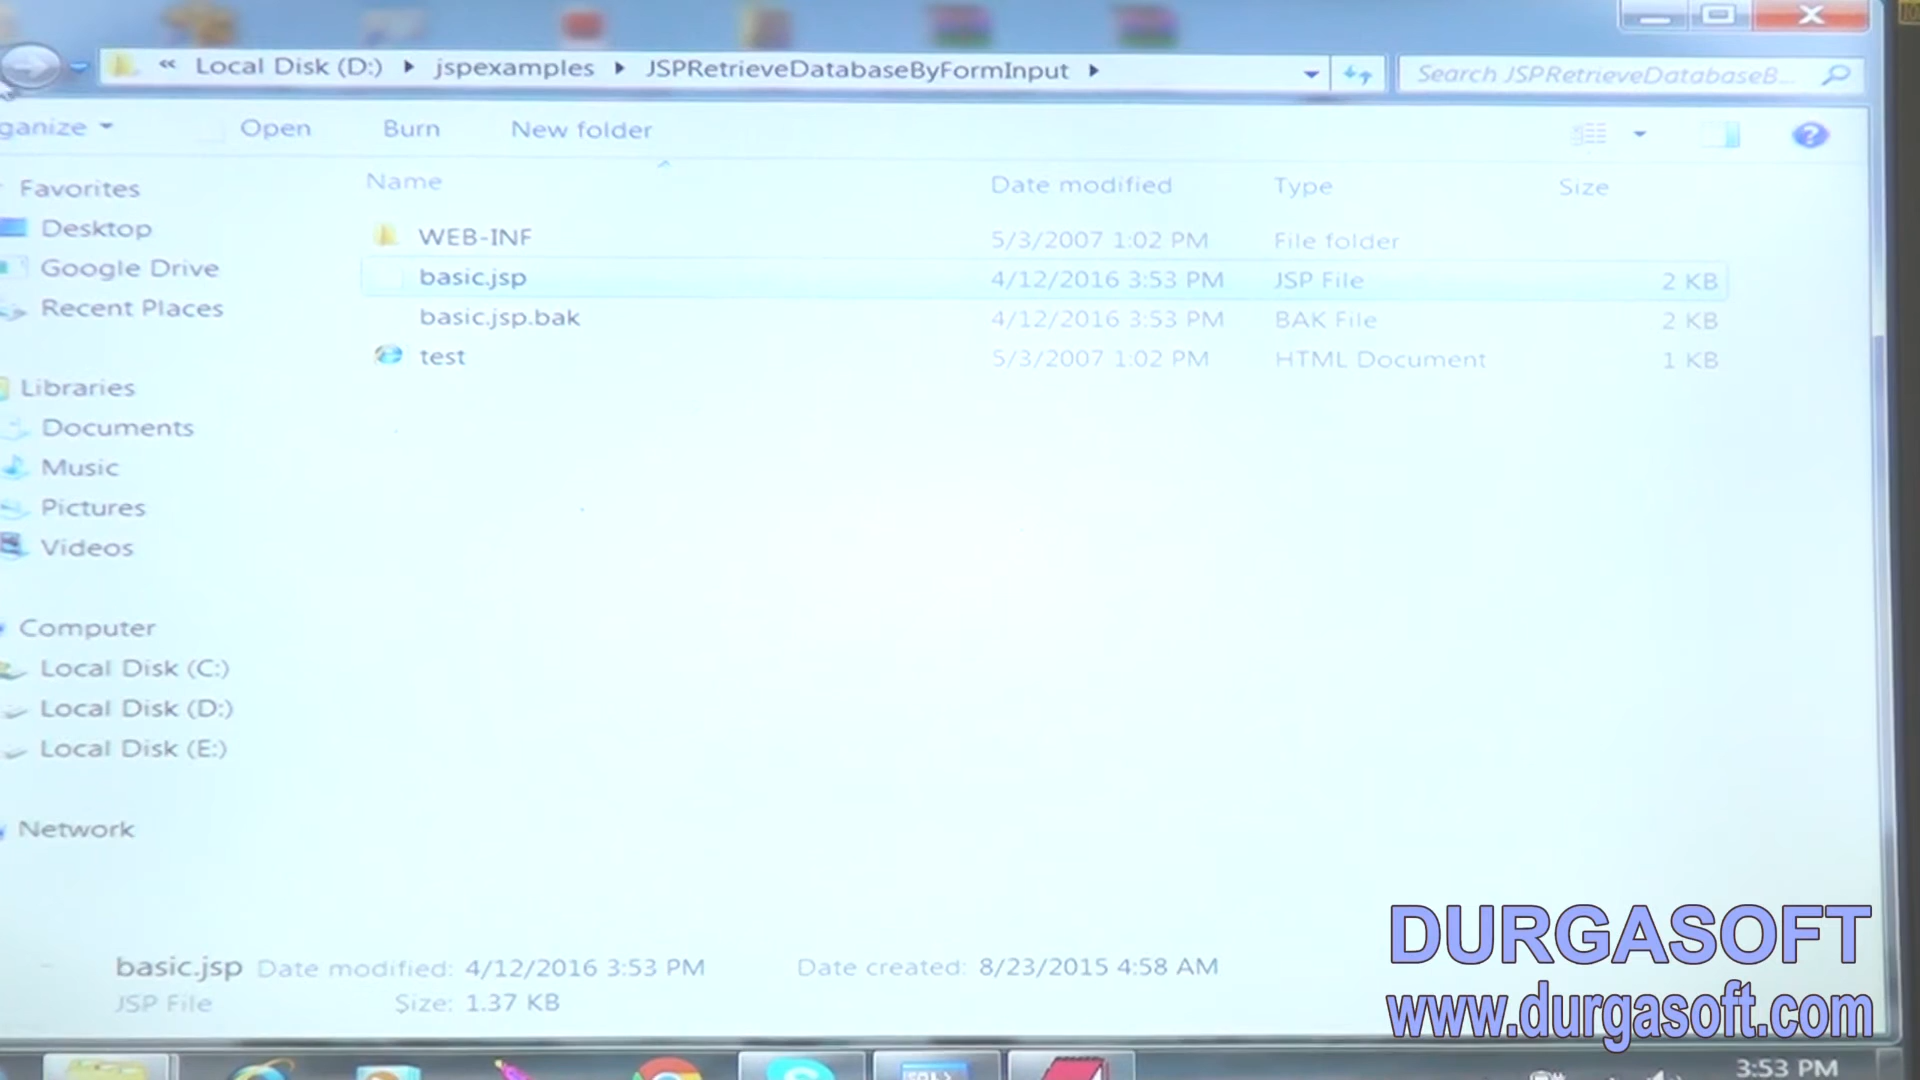 « Local Disk (D:) ▸ jspexamples ▸ JSPRetrieveDatabaseByFormInput ▸
Search JSPRetrieveDatabaseB...
ganize Open Burn New folder
Name Date modified Type Size
WEB-INF 5/3/2007 1:02 PM File folder
basic.jsp 4/12/2016 3:53 PM JSP File 2 KB
basic.jsp.bak 4/12/2016 3:53 PM BAK File 2 KB
test 5/3/2007 1:02 PM HTML Document 1 KB
Favorites
Desktop
Google Drive
Recent Places
Libraries
Documents
Music
Pictures
Videos
Computer
Local Disk (C:)
Local Disk (D:)
Local Disk (E:)
Network
basic.jsp Date modified: 4/12/2016 3:53 PM Date created: 8/23/2015 4:58 AM
JSP File Size: 1.37 KB
DURGASOFT
www.durgasoft.com
3:53 PM